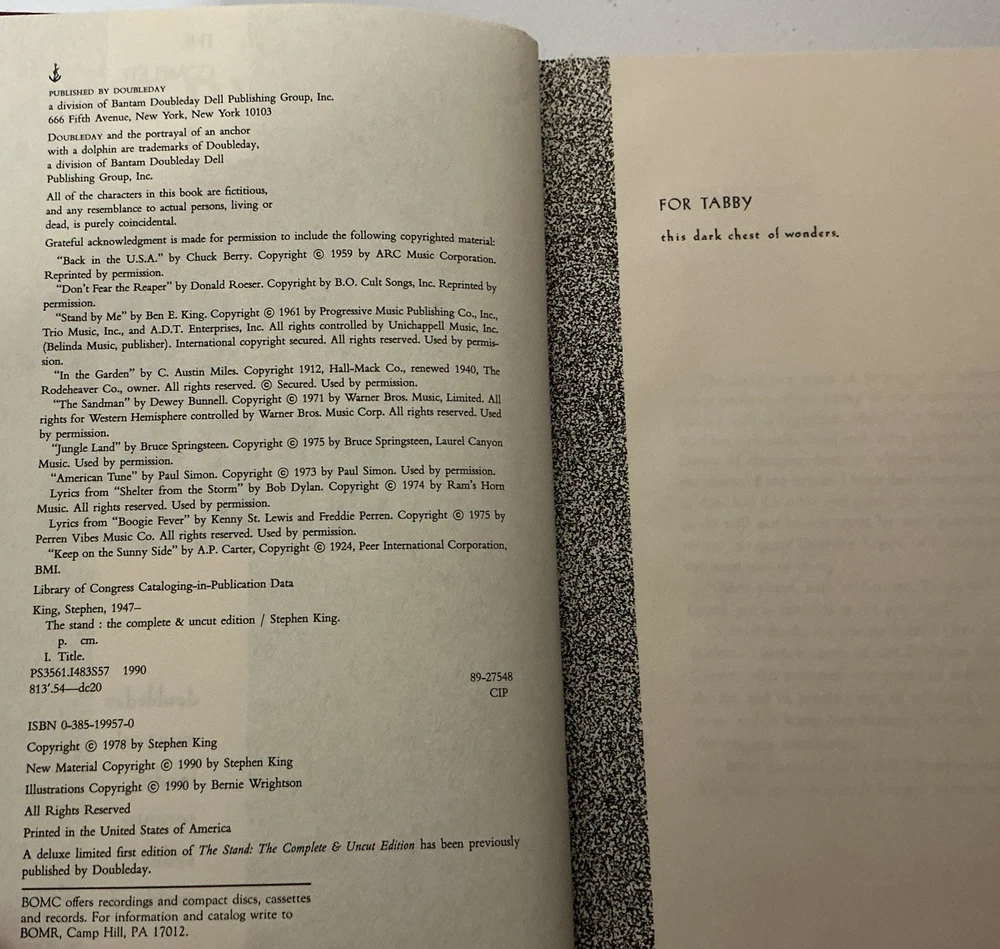 PUBLISHED BY DOUBLEDAY
a division of Bantam Doubleday Dell Publishing Group, Inc.
666 Fifth Avenue, New York, New York 10103
DOUBLEDAY and the portrayal of an anchor
with a dolphin are trademarks of Doubleday,
a division of Bantam Doubleday Dell
Publishing Group, Inc.
All of the characters in this book are fictitious,
and any resemblance to actual persons, living or
dead, is purely coincidental.
Grateful acknowledgment is made for permission to include the following copyrighted material:
“Back in the U.S.A.” by Chuck Berry. Copyright © 1959 by ARC Music Corporation.
Reprinted by permission.
“Don’t Fear the Reaper” by Donald Roeser. Copyright by B.O. Cult Songs, Inc. Reprinted by
permission.
“Stand by Me” by Ben E. King. Copyright © 1961 by Progressive Music Publishing Co., Inc.,
Trio Music, Inc., and A.D.T. Enterprises, Inc. All rights controlled by Unichappell Music, Inc.
(Belinda Music, publisher). International copyright secured. All rights reserved. Used by permis-
sion.
“In the Garden” by C. Austin Miles. Copyright 1912, Hall-Mack Co., renewed 1940, The
Rodeheaver Co., owner. All rights reserved. © Secured. Used by permission.
“The Sandman” by Dewey Bunnell. Copyright © 1971 by Warner Bros. Music, Limited. All
rights for Western Hemisphere controlled by Warner Bros. Music Corp. All rights reserved. Used
by permission.
“Jungle Land” by Bruce Springsteen. Copyright © 1975 by Bruce Springsteen, Laurel Canyon
Music. Used by permission.
“American Tune” by Paul Simon. Copyright © 1973 by Paul Simon. Used by permission.
Lyrics from “Shelter from the Storm” by Bob Dylan. Copyright © 1974 by Ram’s Horn
Music. All rights reserved. Used by permission.
Lyrics from “Boogie Fever” by Kenny St. Lewis and Freddie Perren. Copyright © 1975 by
Perren Vibes Music Co. All rights reserved. Used by permission.
“Keep on the Sunny Side” by A.P. Carter, Copyright © 1924, Peer International Corporation,
BMI.
Library of Congress Cataloging-in-Publication Data
King, Stephen, 1947–
The stand : the complete & uncut edition / Stephen King.
p. cm.
I. Title.
PS3561.I483S57 1990
813’.54—dc20
89-27548
CIP
ISBN 0-385-19957-0
Copyright © 1978 by Stephen King
New Material Copyright © 1990 by Stephen King
Illustrations Copyright © 1990 by Bernie Wrightson
All Rights Reserved
Printed in the United States of America
A deluxe limited first edition of The Stand: The Complete & Uncut Edition has been previously
published by Doubleday.
BOMC offers recordings and compact discs, cassettes
and records. For information and catalog write to
BOMR, Camp Hill, PA 17012.
FOR TABBY
this dark chest of wonders.